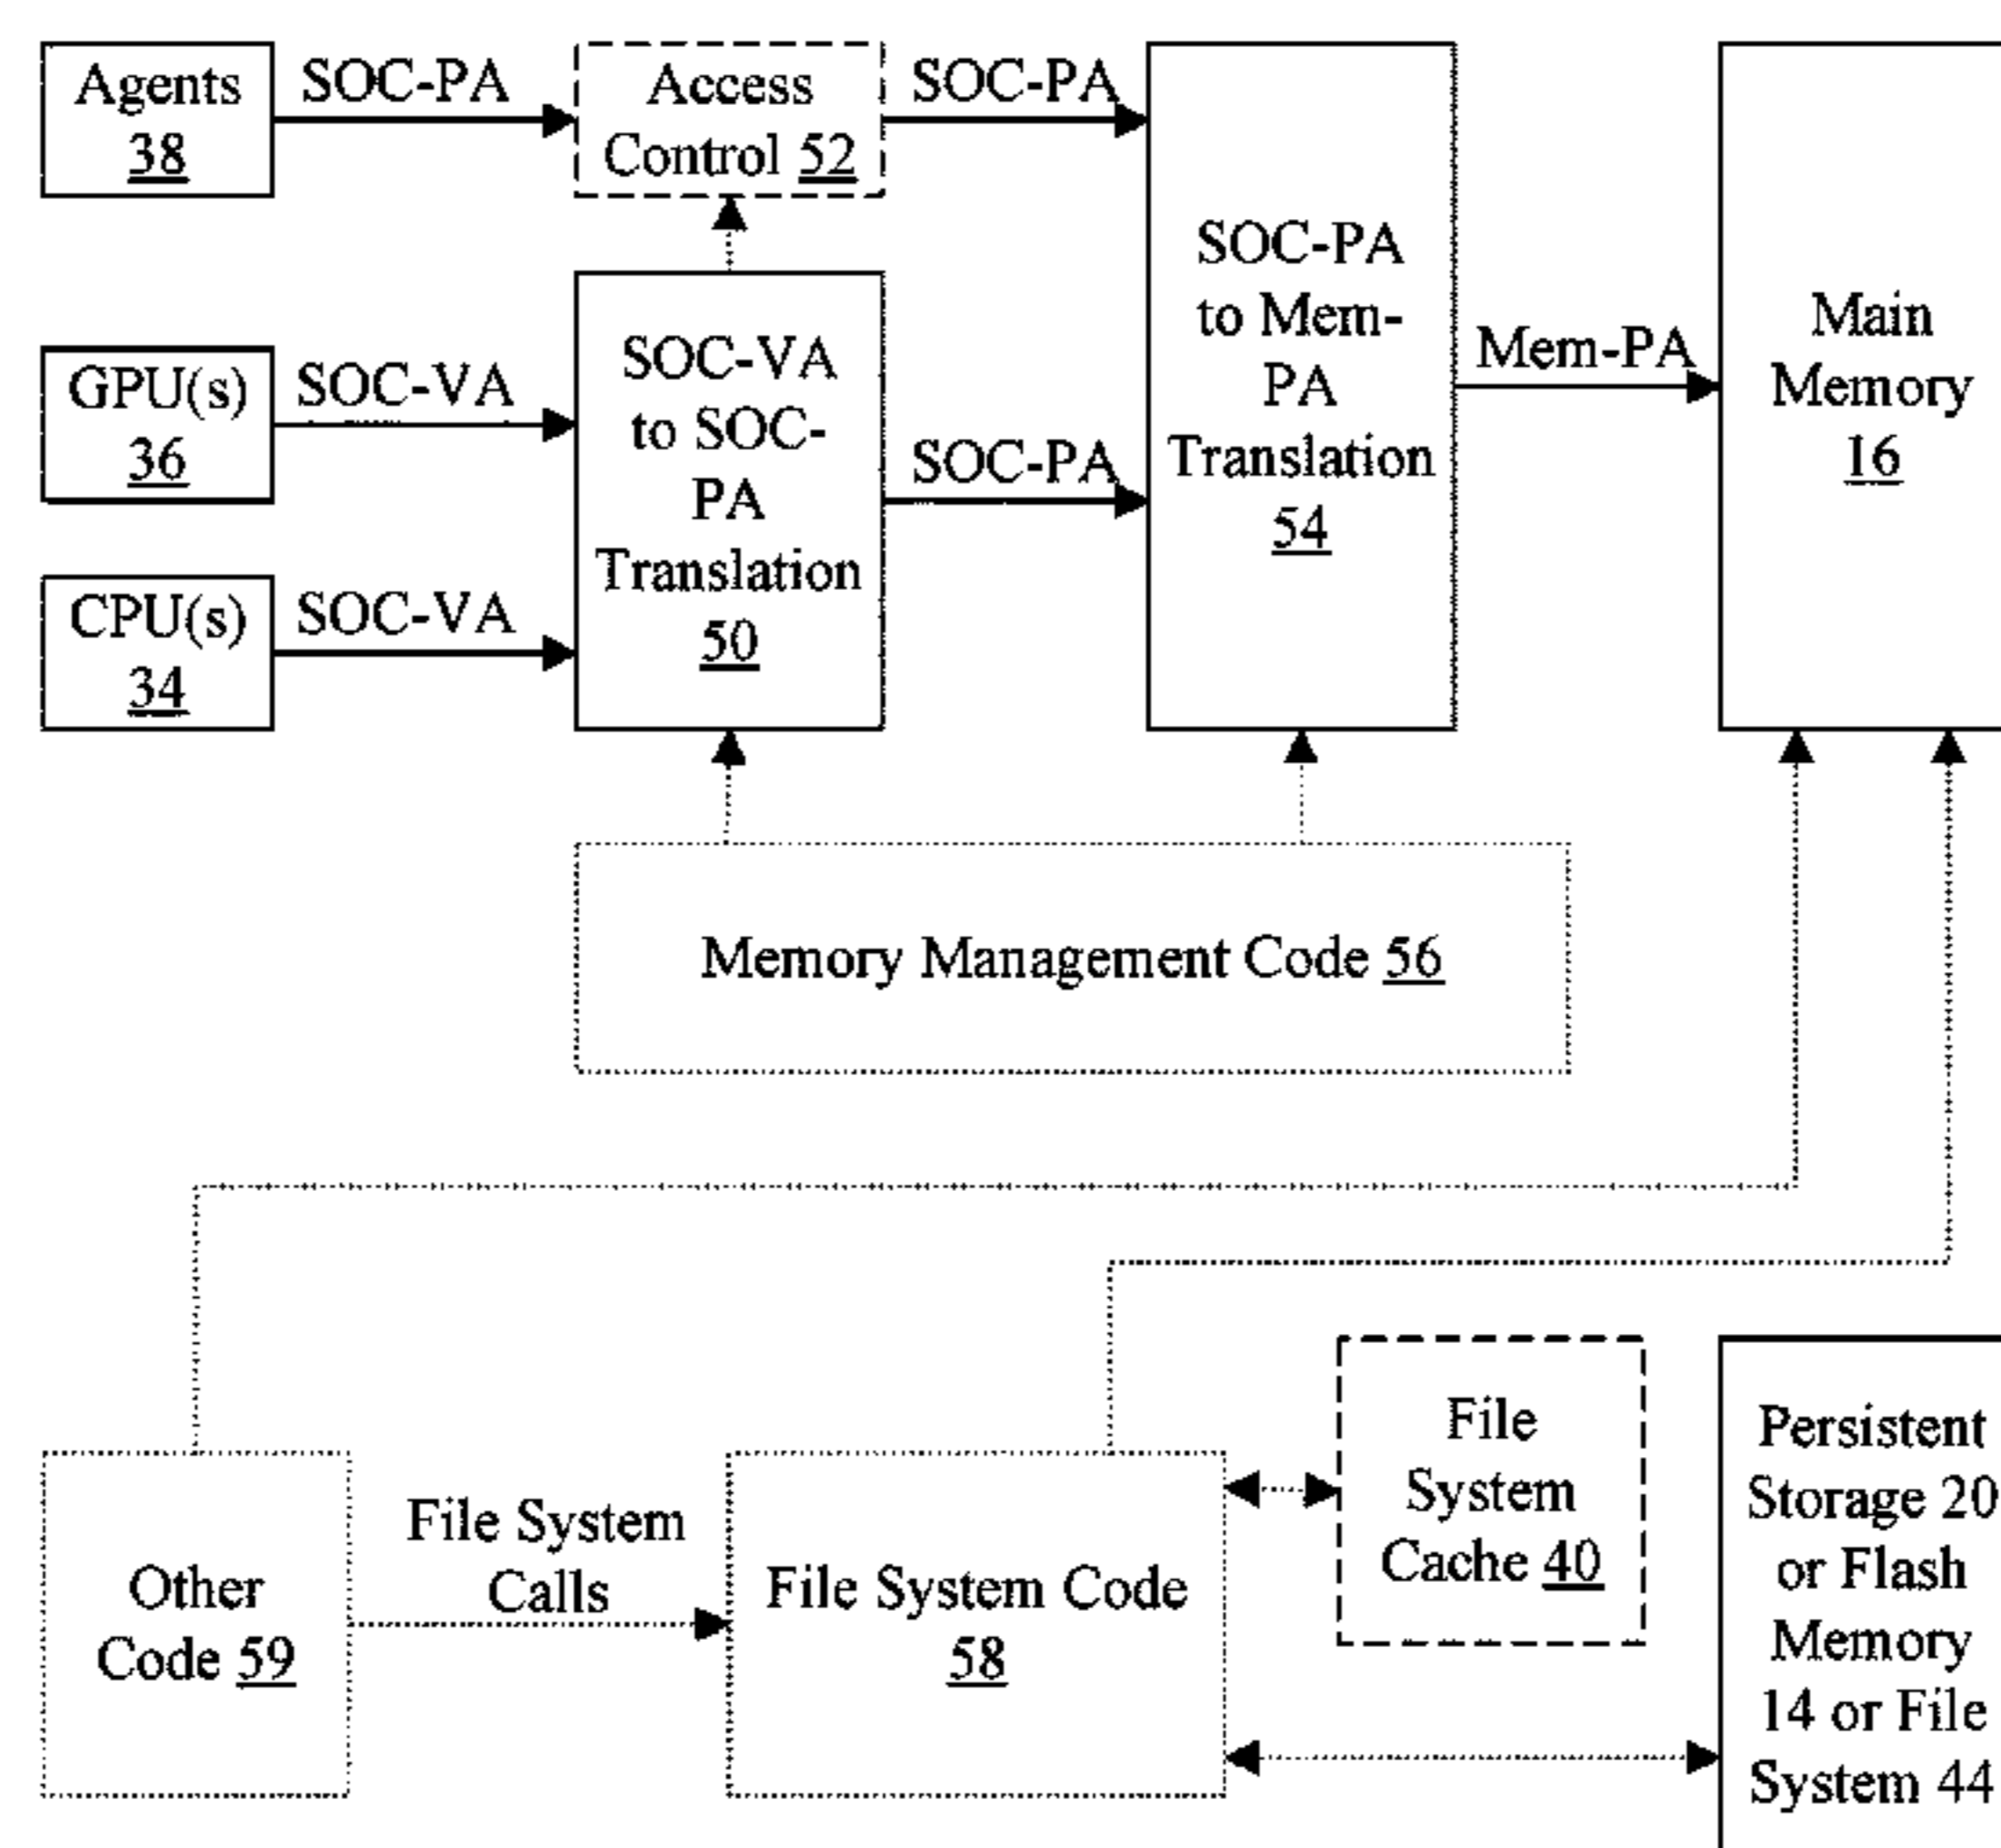 Agents
38
SOC-PA
Access
Control 52
SOC-PA
SOC-PA
to Mem-
PA
Translation
54
Mem-PA
Main
Memory
16
GPU(s)
36
SOC-VA
SOC-VA
to SOC-
PA
Translation
50
SOC-PA
CPU(s)
34
SOC-VA
Memory Management Code 56
Other
Code 59
File System
Calls
File System Code
58
File
System
Cache 40
Persistent
Storage 20
or Flash
Memory
14 or File
System 44